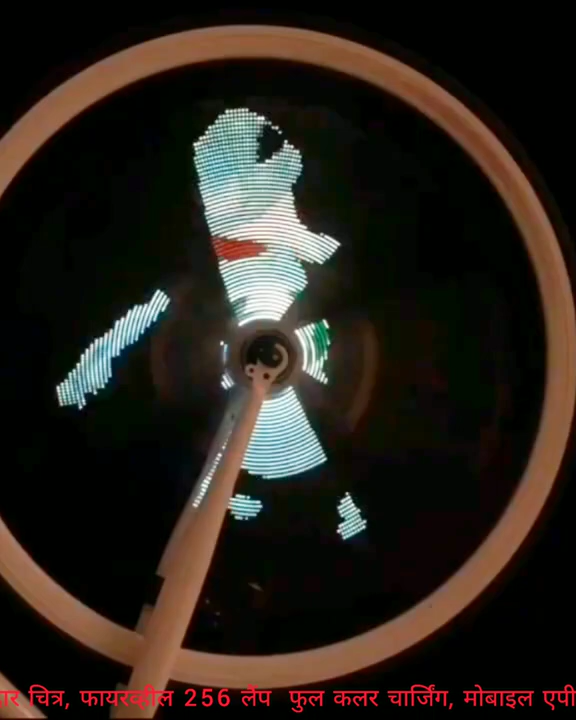 चित्र, फायरव्हील 256 लैंप फुल कलर चार्जिंग, मोबाइल